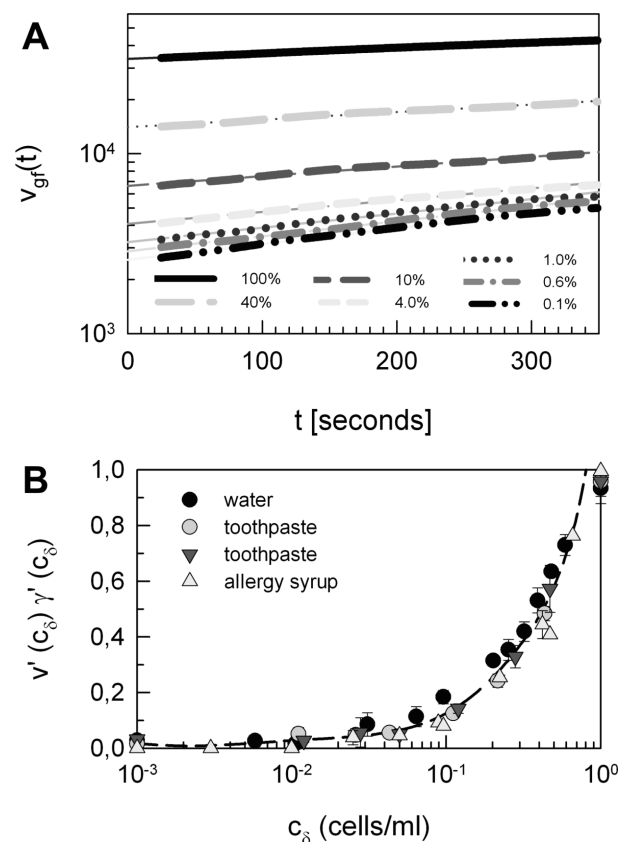 A
v_gf(t)
10^4
10^3
100%
40%
10%
4.0%
1.0%
0.6%
0.1%
0
100
200
300
t [seconds]
B
v' (c_δ) γ' (c_δ)
1,0
0,8
0,6
0,4
0,2
0,0
water
toothpaste
toothpaste
allergy syrup
10^-3
10^-2
10^-1
10^0
c_δ (cells/ml)